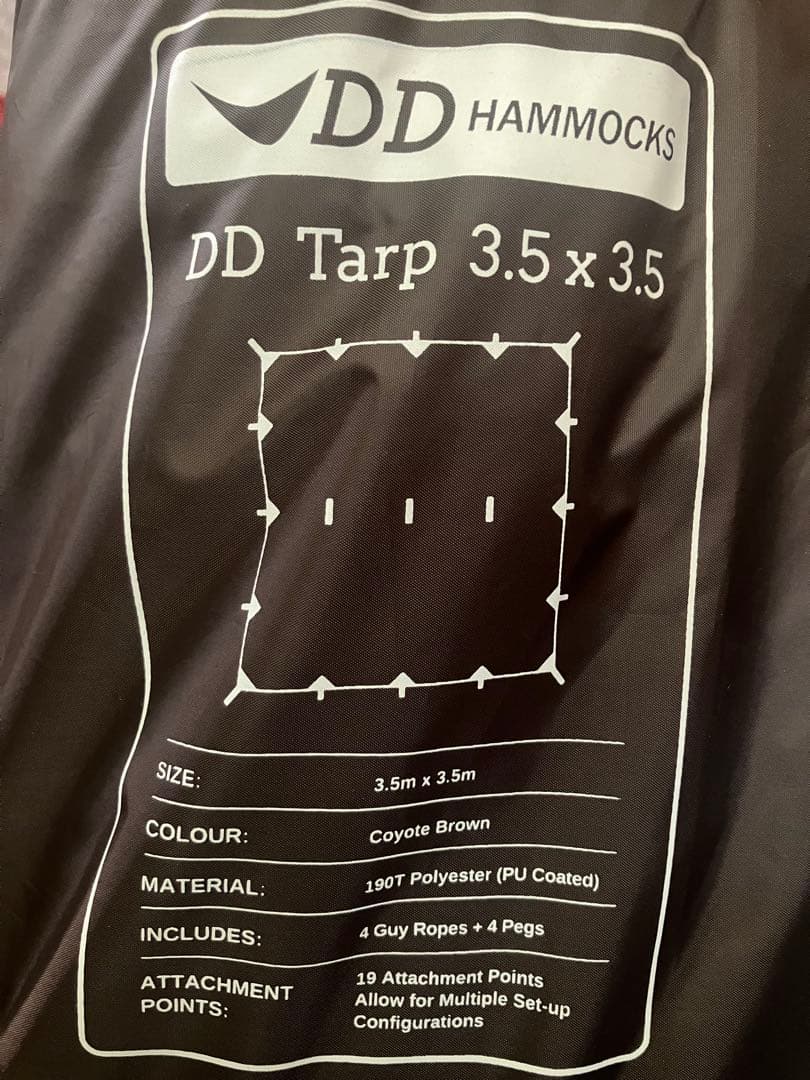 DD HAMMOCKS
DD Tarp 3.5 x 3.5
SIZE: 3.5m x 3.5m
COLOUR: Coyote Brown
MATERIAL: 190T Polyester (PU Coated)
INCLUDES: 4 Guy Ropes + 4 Pegs
ATTACHMENT POINTS: 19 Attachment Points
Allow for Multiple Set-up
Configurations